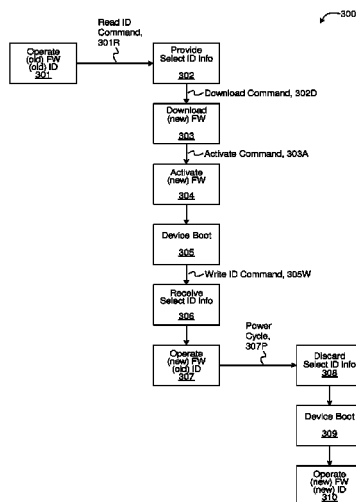 300
Read ID
Command,
301R
Operate
(old) FW
(old) ID
301
Provide
Select ID Info
302
Download Command, 302D
Download
(new) FW
303
Activate Command, 303A
Activate
(new) FW
304
Device Boot
305
Write ID Command, 305W
Receive
Select ID Info
306
Power
Cycle,
307P
Operate
(new) FW
(old) ID
307
Discard
Select ID Info
308
Device Boot
309
Operate
(new) FW
(new) ID
310